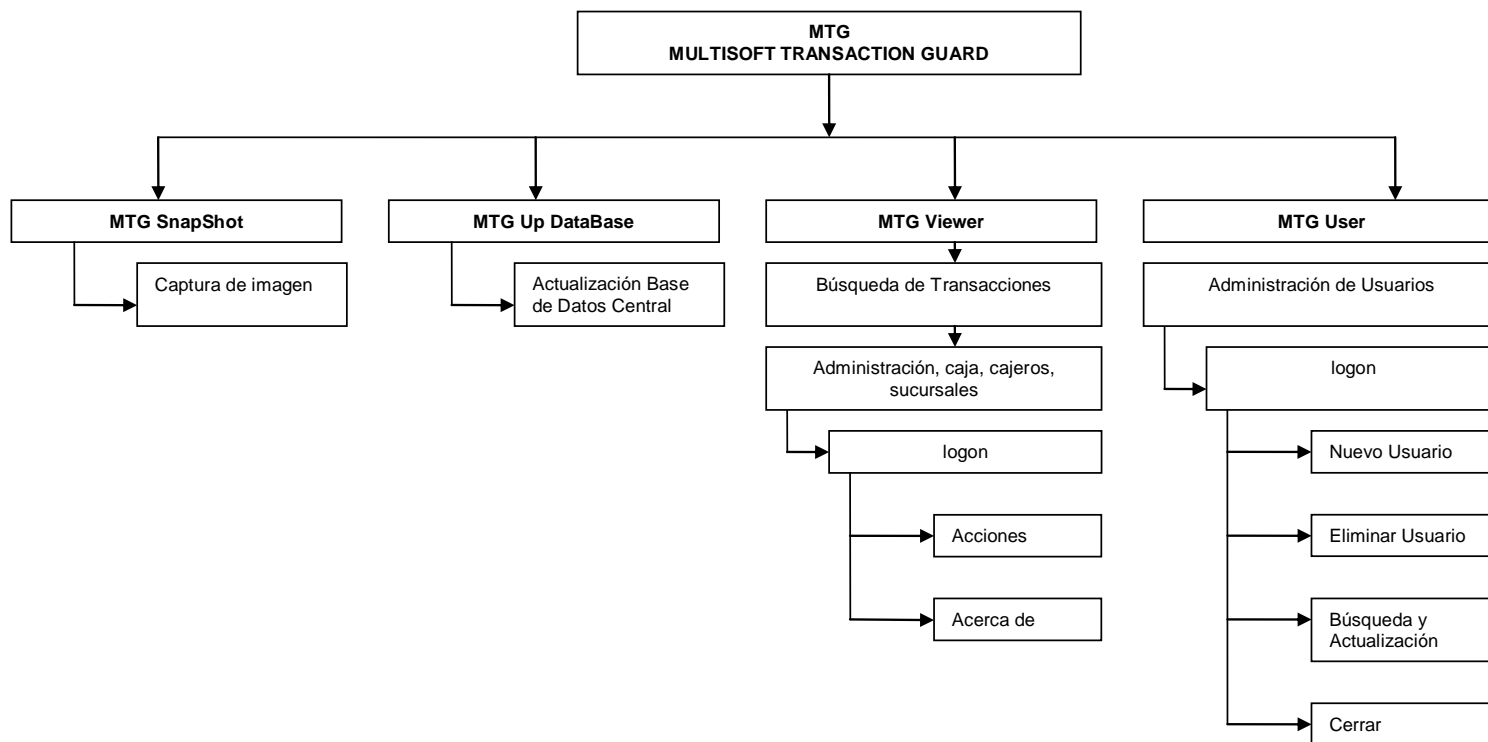 MTG
MULTISOFT TRANSACTION GUARD
MTG SnapShot
MTG Up DataBase
MTG Viewer
MTG User
Captura de imagen
Actualización Base
de Datos Central
Búsqueda de Transacciones
Administración de Usuarios
Administración, caja, cajeros,
sucursales
logon
logon
Nuevo Usuario
Acciones
Eliminar Usuario
Acerca de
Búsqueda y
Actualización
Cerrar